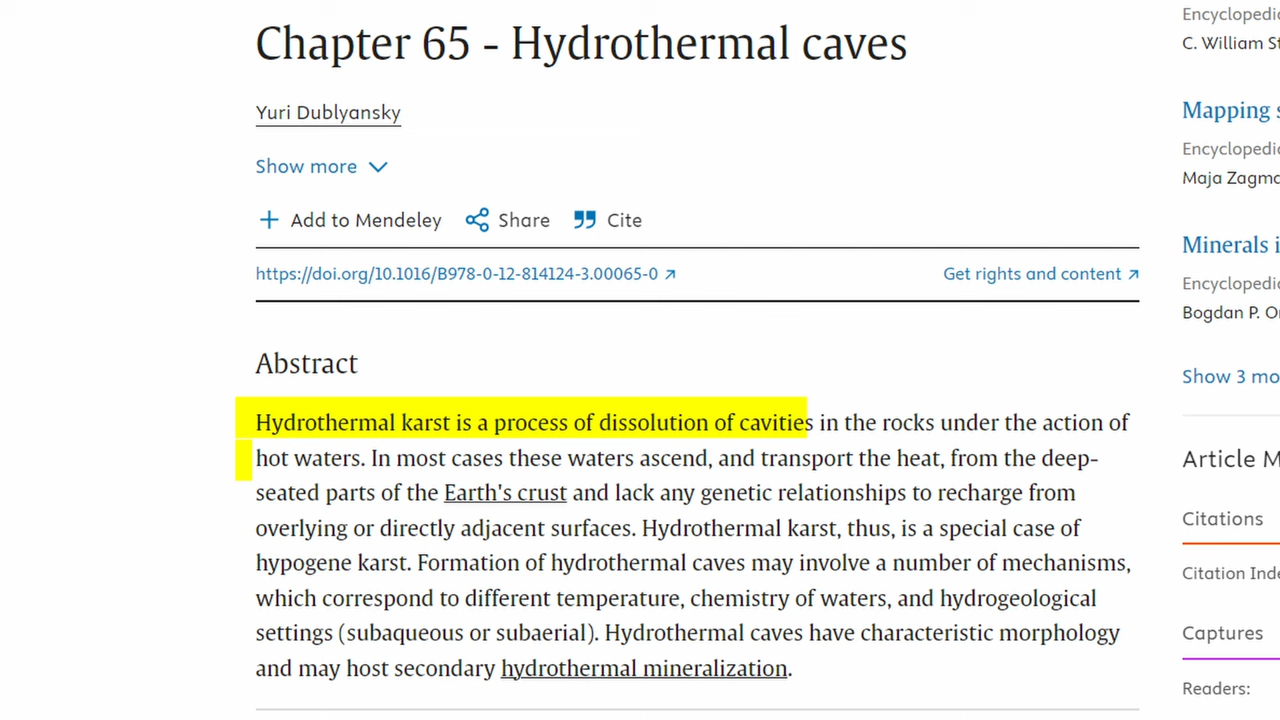 Chapter 65 - Hydrothermal caves
Yuri Dublyansky
Show more
Add to Mendeley Share Cite
https://doi.org/10.1016/B978-0-12-814124-3.00065-0 Get rights and content
Abstract
Hydrothermal karst is a process of dissolution of cavities in the rocks under the action of
hot waters. In most cases these waters ascend, and transport the heat, from the deep-
seated parts of the Earth's crust and lack any genetic relationships to recharge from
overlying or directly adjacent surfaces. Hydrothermal karst, thus, is a special case of
hypogene karst. Formation of hydrothermal caves may involve a number of mechanisms,
which correspond to different temperature, chemistry of waters, and hydrogeological
settings (subaqueous or subaerial). Hydrothermal caves have characteristic morphology
and may host secondary hydrothermal mineralization.
C. William
Mapping
Maja
Minerals
Bogdan P.
Show 3
Article
Citations
Citation
Captures
Readers: